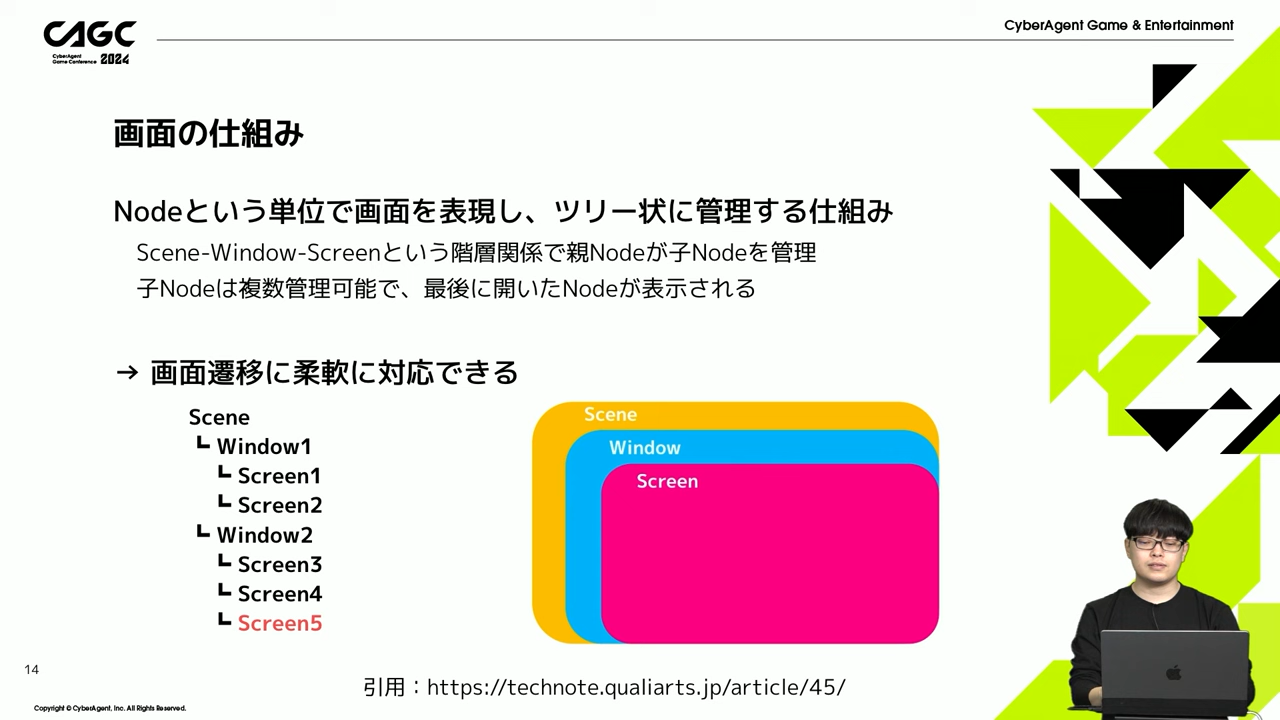 CAGC
CyberAgent
Game Conference 2024
CyberAgent Game & Entertainment
画面の仕組み
Nodeという単位で画面を表現し、ツリー状に管理する仕組み
Scene-Window-Screenという階層関係で親Nodeが子Nodeを管理
子Nodeは複数管理可能で、最後に開いたNodeが表示される
→ 画面遷移に柔軟に対応できる
Scene
┗ Window1
┗ Screen1
┗ Screen2
┗ Window2
┗ Screen3
┗ Screen4
┗ Screen5
Scene
Window
Screen
14
引用：https://technote.qualiarts.jp/article/45/
Copyright © CyberAgent, Inc. All Rights Reserved.